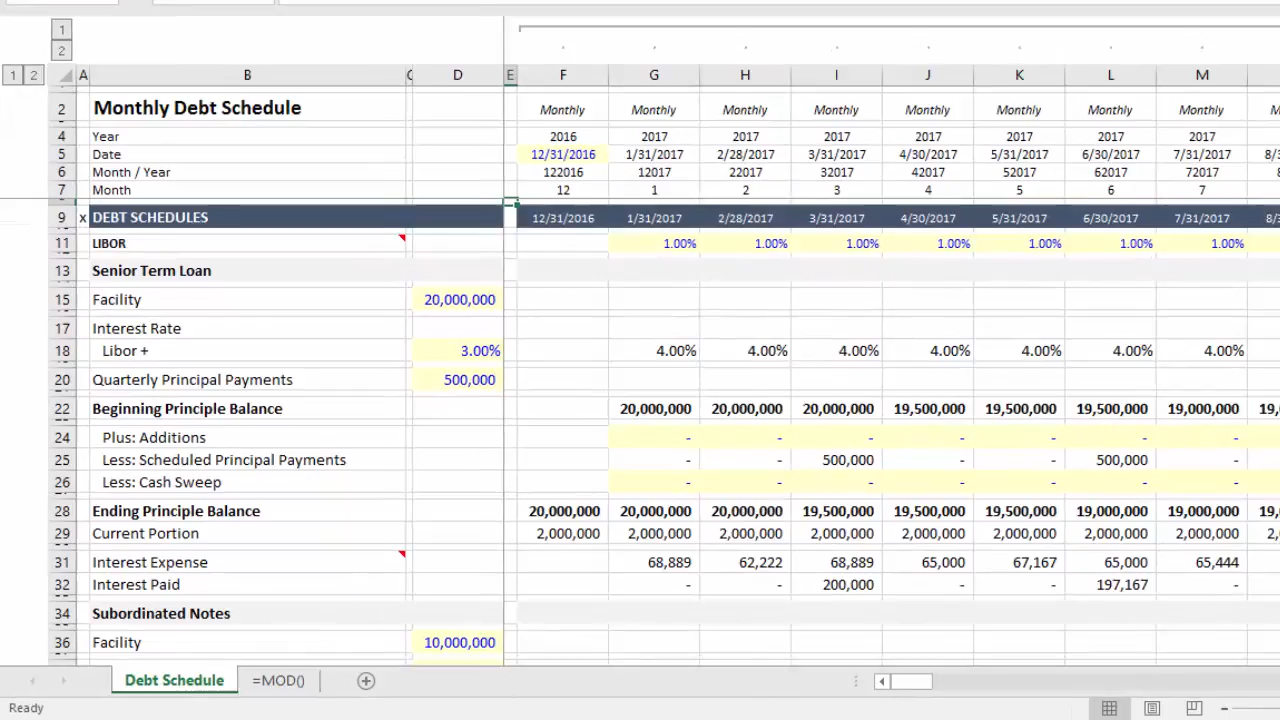 1
2
1 2 A B C D E F G H I J K L M
2 Monthly Debt Schedule Monthly Monthly Monthly Monthly Monthly Monthly Monthly Monthly
4 Year 2016 2017 2017 2017 2017 2017 2017 2017
5 Date 12/31/2016 1/31/2017 2/28/2017 3/31/2017 4/30/2017 5/31/2017 6/30/2017 7/31/2017 8/3
6 Month / Year 122016 12017 22017 32017 42017 52017 62017 72017 8
7 Month 12 1 2 3 4 5 6 7
9 x DEBT SCHEDULES 12/31/2016 1/31/2017 2/28/2017 3/31/2017 4/30/2017 5/31/2017 6/30/2017 7/31/2017 8/3
11 LIBOR 1.00% 1.00% 1.00% 1.00% 1.00% 1.00% 1.00%
13 Senior Term Loan
15 Facility 20,000,000
17 Interest Rate
18 Libor + 3.00% 4.00% 4.00% 4.00% 4.00% 4.00% 4.00% 4.00%
20 Quarterly Principal Payments 500,000
22 Beginning Principle Balance 20,000,000 20,000,000 20,000,000 19,500,000 19,500,000 19,500,000 19,000,000 19,0
24 Plus: Additions - - - - - - -
25 Less: Scheduled Principal Payments - - 500,000 - - 500,000 -
26 Less: Cash Sweep - - - - - - -
28 Ending Principle Balance 20,000,000 20,000,000 20,000,000 19,500,000 19,500,000 19,500,000 19,000,000 19,000,000 19,0
29 Current Portion 2,000,000 2,000,000 2,000,000 2,000,000 2,000,000 2,000,000 2,000,000 2,000,000 2,0
31 Interest Expense 68,889 62,222 68,889 65,000 67,167 65,000 65,444
32 Interest Paid - - 200,000 - - 197,167 -
34 Subordinated Notes
36 Facility 10,000,000
Debt Schedule =MOD()
Ready